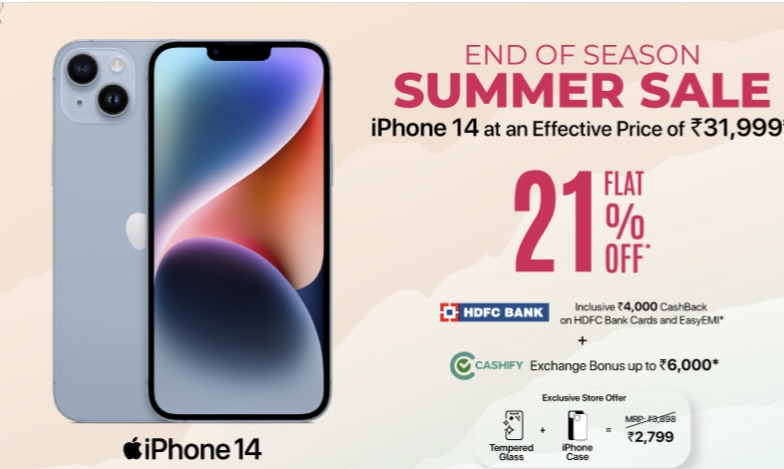 END OF SEASON
SUMMER SALE
iPhone 14 at an Effective Price of ₹31,999*
21 FLAT
%
OFF*
HDFC BANK
Inclusive ₹4,000 CashBack
on HDFC Bank Cards and EasyEMI*
+
CASHIFY Exchange Bonus up to ₹6,000*
Exclusive Store Offer
+ = MRP: ₹3,898
₹2,799
Tempered
Glass
iPhone
Case
iPhone 14